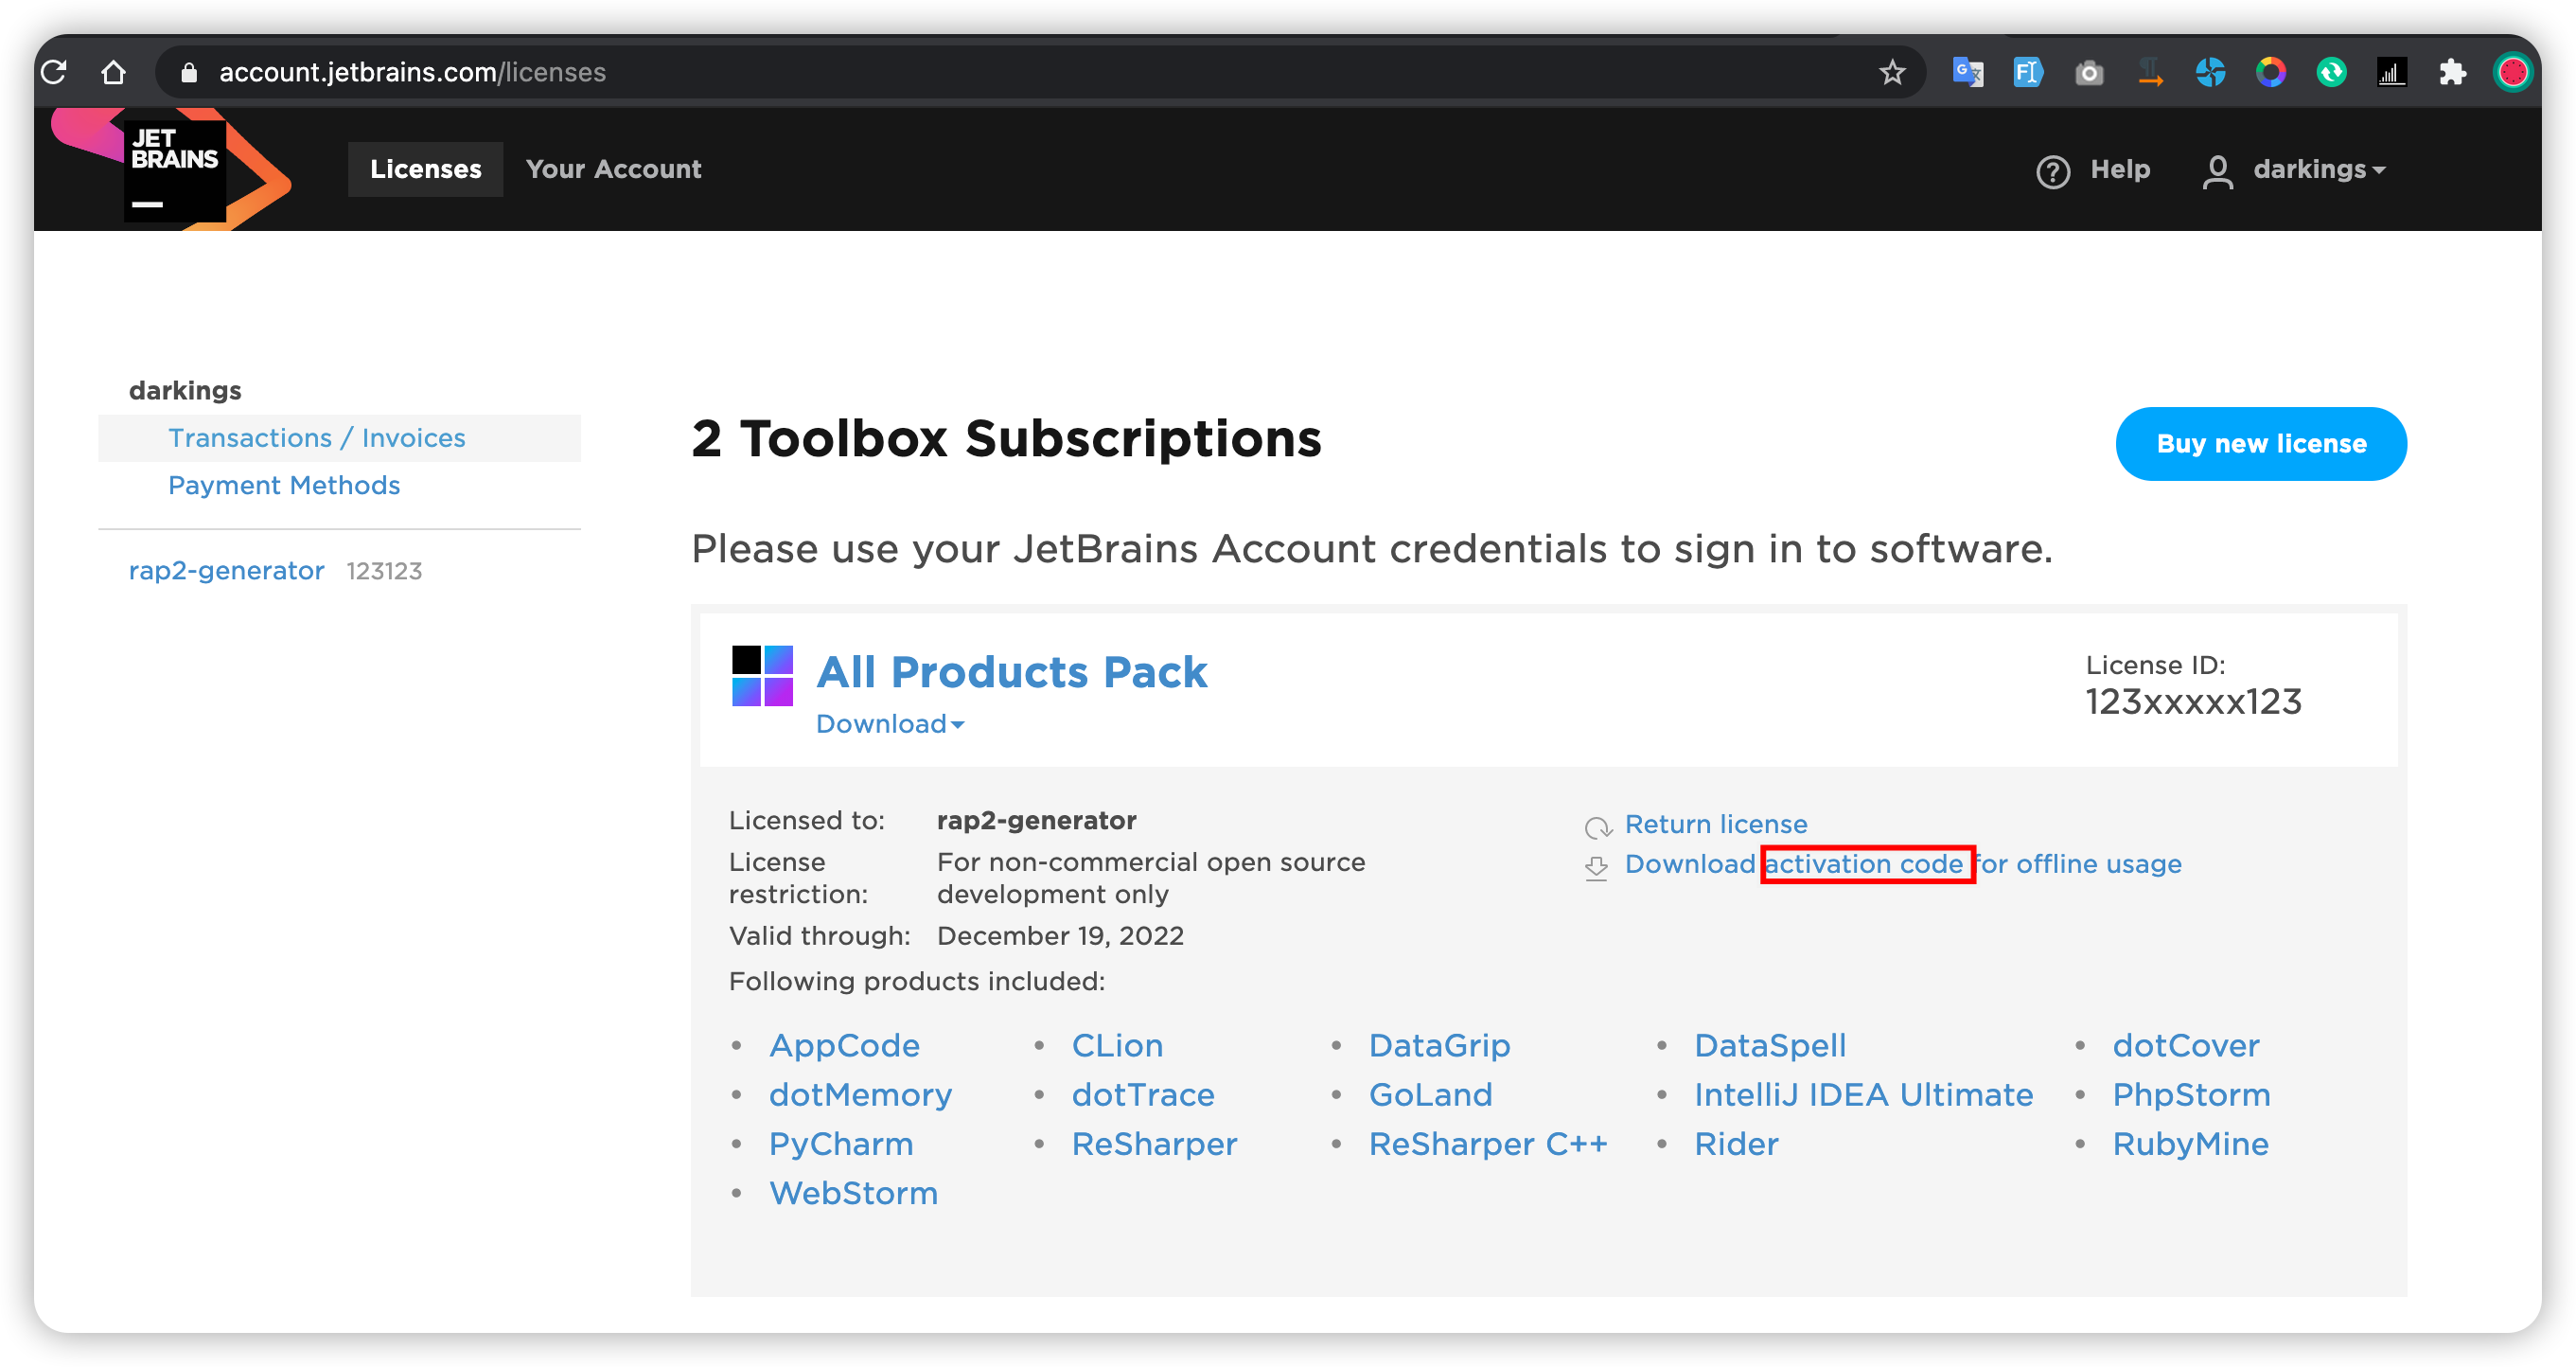 account.jetbrains.com/licenses
JET
BRAINS
Licenses
Your Account
Help
darkings
darkings
Transactions / Invoices
Payment Methods
rap2-generator 123123
2 Toolbox Subscriptions
Buy new license
Please use your JetBrains Account credentials to sign in to software.
All Products Pack
Download
License ID:
123xxxxx123
Licensed to: rap2-generator
License restriction: For non-commercial open source
development only
Valid through: December 19, 2022
Return license
Download activation code for offline usage
Following products included:
AppCode CLion DataGrip DataSpell dotCover
dotMemory dotTrace GoLand IntelliJ IDEA Ultimate PhpStorm
PyCharm ReSharper ReSharper C++ Rider RubyMine
WebStorm